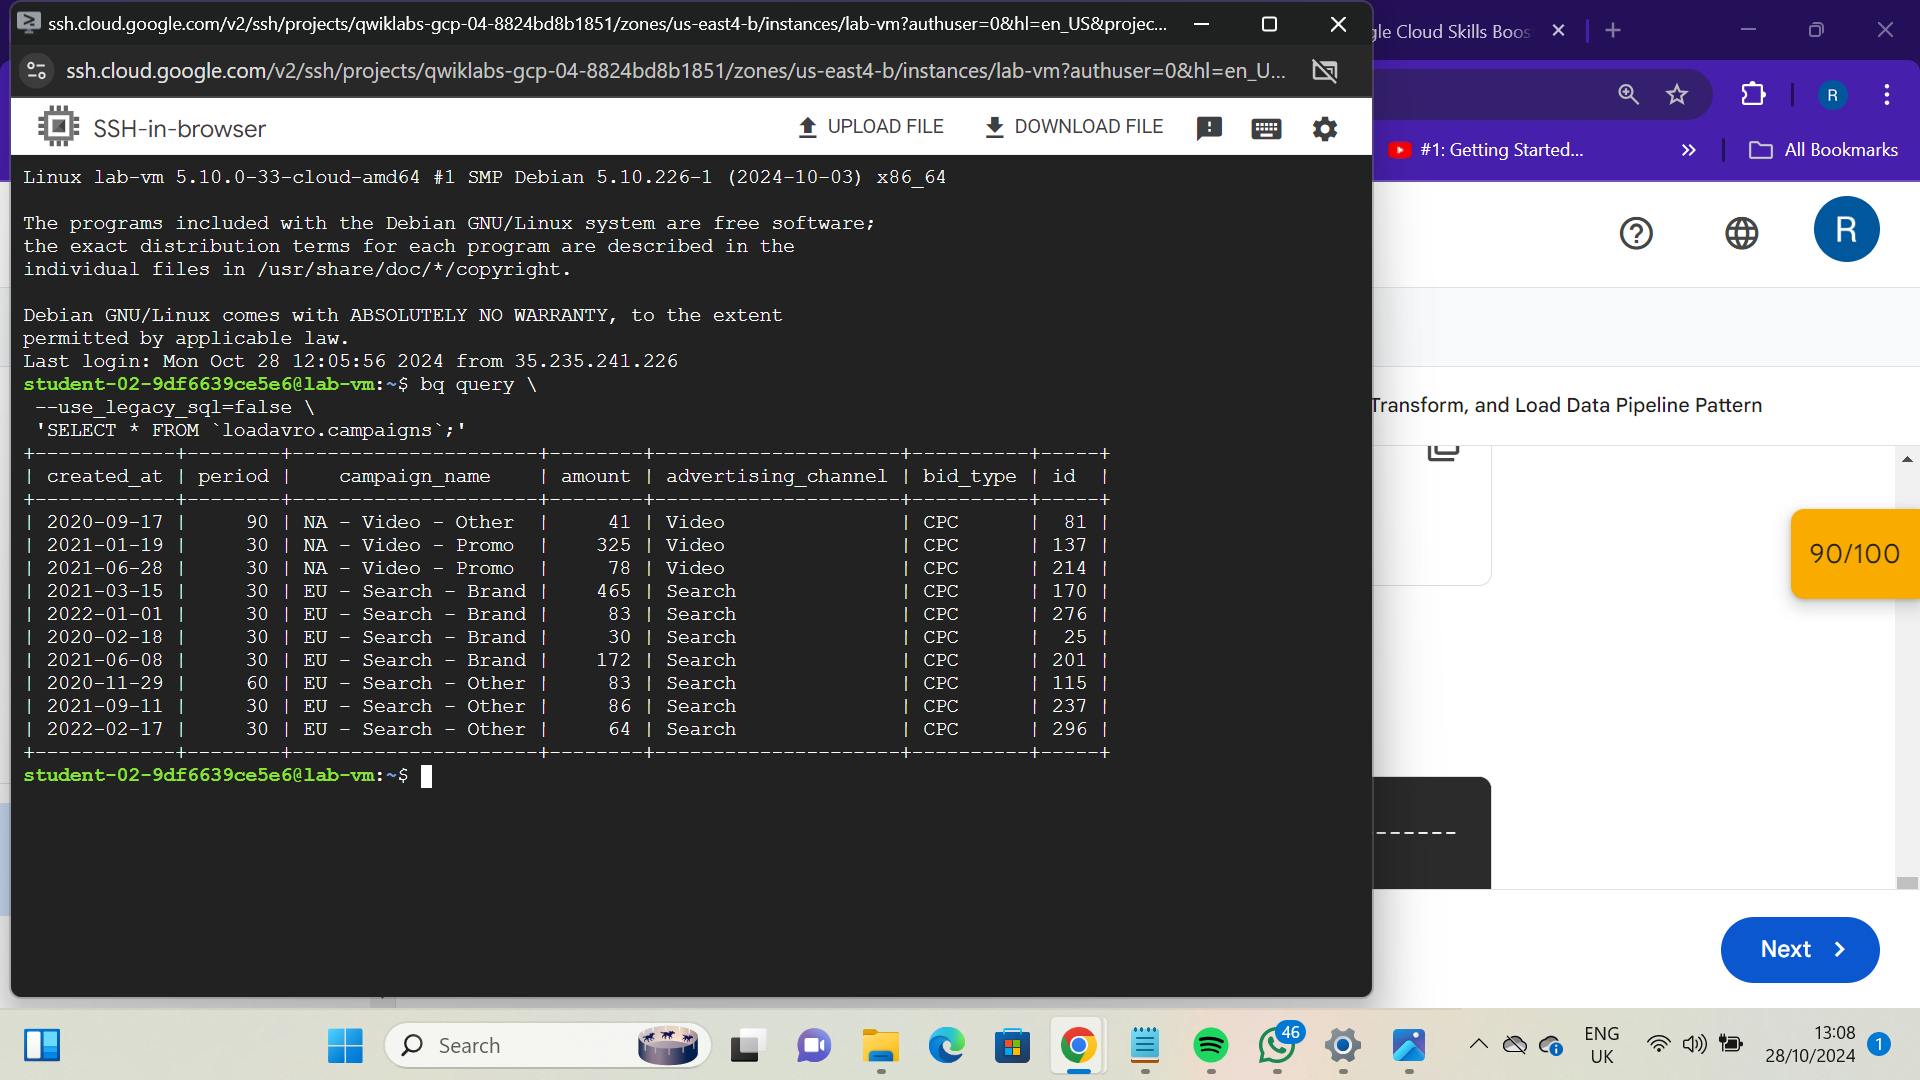 ssh.cloud.google.com/v2/ssh/projects/qwiklabs-gcp-04-8824bd8b1851/zones/us-east4-b/instances/lab-vm?authuser=0&hl=en_US&projec...
gle Cloud Skills Boos
ssh.cloud.google.com/v2/ssh/projects/qwiklabs-gcp-04-8824bd8b1851/zones/us-east4-b/instances/lab-vm?authuser=0&hl=en_U...
R
SSH-in-browser
UPLOAD FILE
DOWNLOAD FILE
#1: Getting Started...
All Bookmarks
R
Linux lab-vm 5.10.0-33-cloud-amd64 #1 SMP Debian 5.10.226-1 (2024-10-03) x86_64
The programs included with the Debian GNU/Linux system are free software;
the exact distribution terms for each program are described in the
individual files in /usr/share/doc/*/copyright.
Debian GNU/Linux comes with ABSOLUTELY NO WARRANTY, to the extent
permitted by applicable law.
Last login: Mon Oct 28 12:05:56 2024 from 35.235.241.226
student-02-9df6639ce5e6@lab-vm:~$ bq query \
--use_legacy_sql=false \
'SELECT * FROM `loadavro.campaigns`;'
+------------+--------+---------------------+--------+---------------------+----------+-----+
| created_at | period |    campaign_name    | amount | advertising_channel | bid_type | id  |
+------------+--------+---------------------+--------+---------------------+----------+-----+
| 2020-09-17 |     90 | NA - Video - Other  |     41 | Video               | CPC      |  81 |
| 2021-01-19 |     30 | NA - Video - Promo  |    325 | Video               | CPC      | 137 |
| 2021-06-28 |     30 | NA - Video - Promo  |     78 | Video               | CPC      | 214 |
| 2021-03-15 |     30 | EU - Search - Brand |    465 | Search              | CPC      | 170 |
| 2022-01-01 |     30 | EU - Search - Brand |     83 | Search              | CPC      | 276 |
| 2020-02-18 |     30 | EU - Search - Brand |     30 | Search              | CPC      |  25 |
| 2021-06-08 |     30 | EU - Search - Brand |    172 | Search              | CPC      | 201 |
| 2020-11-29 |     60 | EU - Search - Other |     83 | Search              | CPC      | 115 |
| 2021-09-11 |     30 | EU - Search - Other |     86 | Search              | CPC      | 237 |
| 2022-02-17 |     30 | EU - Search - Other |     64 | Search              | CPC      | 296 |
+------------+--------+---------------------+--------+---------------------+----------+-----+
student-02-9df6639ce5e6@lab-vm:~$
Transform, and Load Data Pipeline Pattern
90/100
-------
Next
Search
46
ENG
UK
13:08
28/10/2024
1